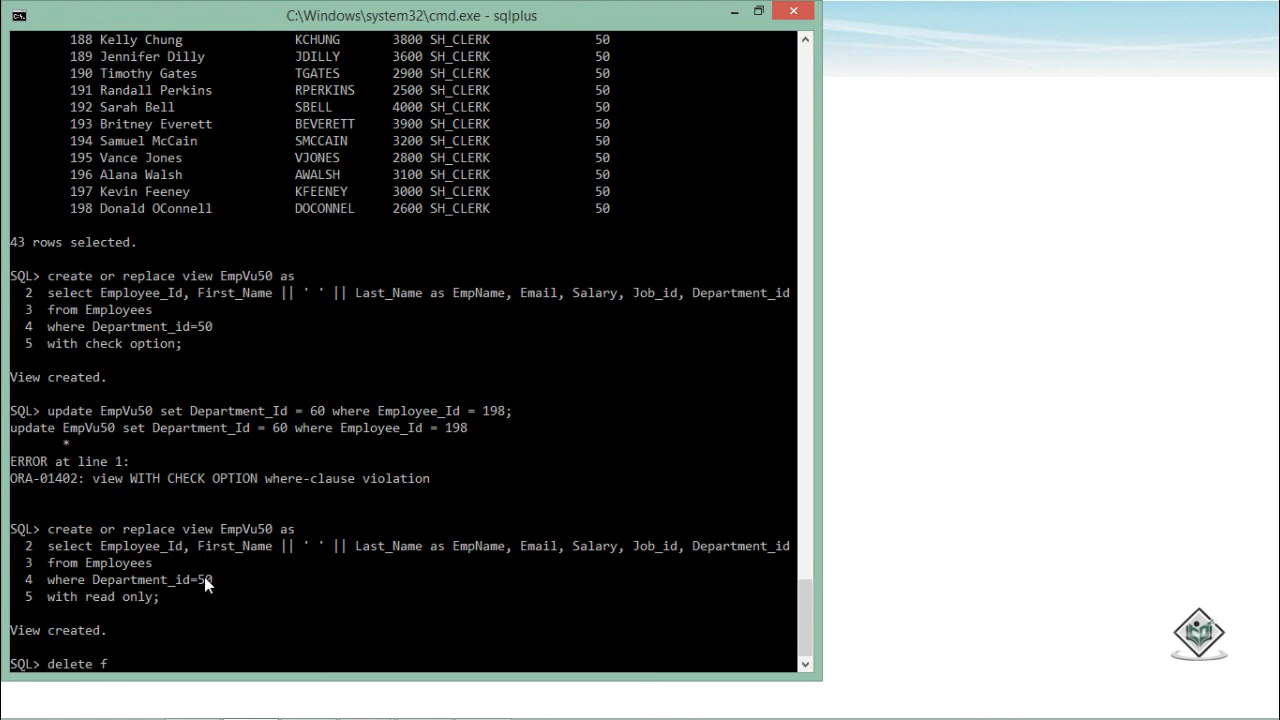 C:\Windows\system32\cmd.exe - sqlplus
188 Kelly Chung KCHUNG 3800 SH_CLERK 50
189 Jennifer Dilly JDILLY 3600 SH_CLERK 50
190 Timothy Gates TGATES 2900 SH_CLERK 50
191 Randall Perkins RPERKINS 2500 SH_CLERK 50
192 Sarah Bell SBELL 4000 SH_CLERK 50
193 Britney Everett BEVERETT 3900 SH_CLERK 50
194 Samuel McCain SMCCAIN 3200 SH_CLERK 50
195 Vance Jones VJONES 2800 SH_CLERK 50
196 Alana Walsh AWALSH 3100 SH_CLERK 50
197 Kevin Feeney KFEENEY 3000 SH_CLERK 50
198 Donald OConnell DOCONNEL 2600 SH_CLERK 50
43 rows selected.
SQL> create or replace view EmpVu50 as
2 select Employee_Id, First_Name || ' ' || Last_Name as EmpName, Email, Salary, Job_id, Department_id
3 from Employees
4 where Department_id=50
5 with check option;
View created.
SQL> update EmpVu50 set Department_Id = 60 where Employee_Id = 198;
update EmpVu50 set Department_Id = 60 where Employee_Id = 198
*
ERROR at line 1:
ORA-01402: view WITH CHECK OPTION where-clause violation
SQL> create or replace view EmpVu50 as
2 select Employee_Id, First_Name || ' ' || Last_Name as EmpName, Email, Salary, Job_id, Department_id
3 from Employees
4 where Department_id=50
5 with read only;
View created.
SQL> delete f